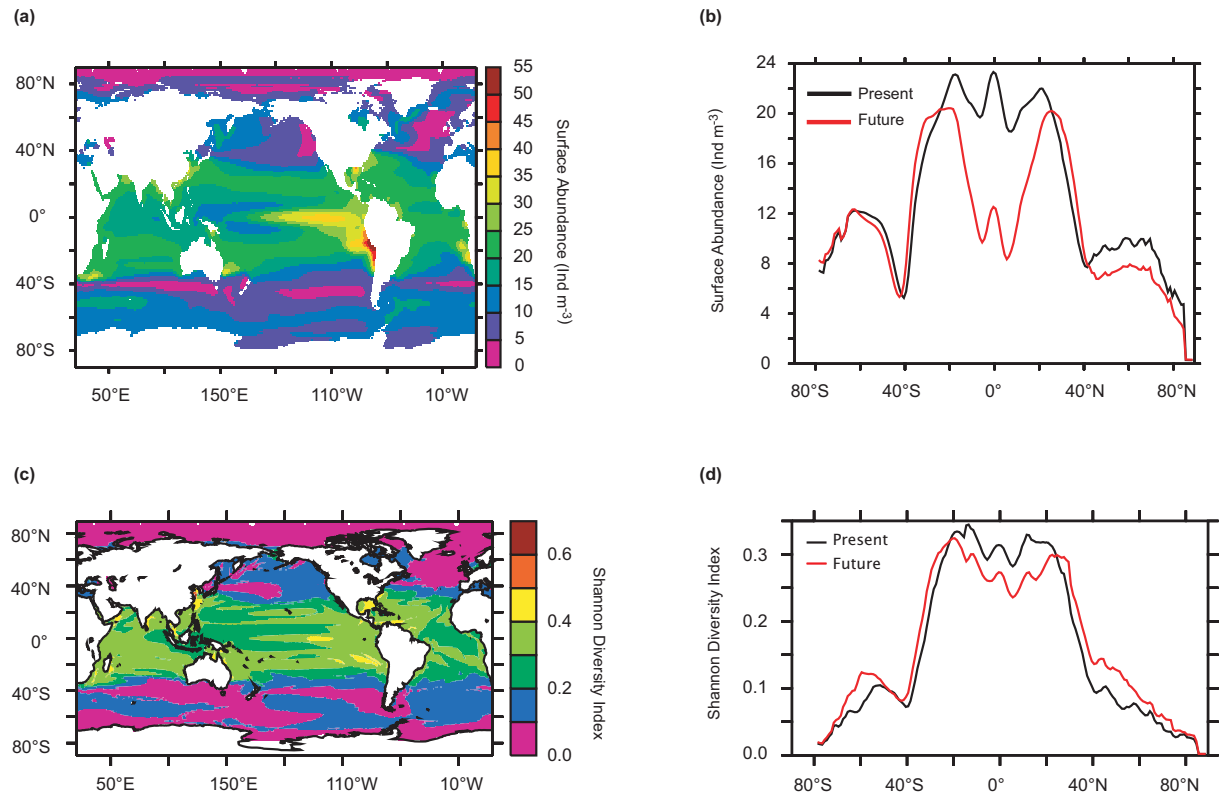 (a)
80°N
40°N
0°
40°S
80°S
50°E
150°E
110°W
10°W
55
50
45
40
35
30
25
20
15
10
5
0
Surface Abundance (Ind m-3)
(b)
Surface Abundance (Ind m-3)
24
20
16
12
8
4
0
Present
Future
80°S
40°S
0°
40°N
80°N
(c)
80°N
40°N
0°
40°S
80°S
50°E
150°E
110°W
10°W
0.6
0.4
0.2
0.0
Shannon Diversity Index
(d)
Shannon Diversity Index
0.3
0.2
0.1
0.0
Present
Future
80°S
40°S
0°
40°N
80°N